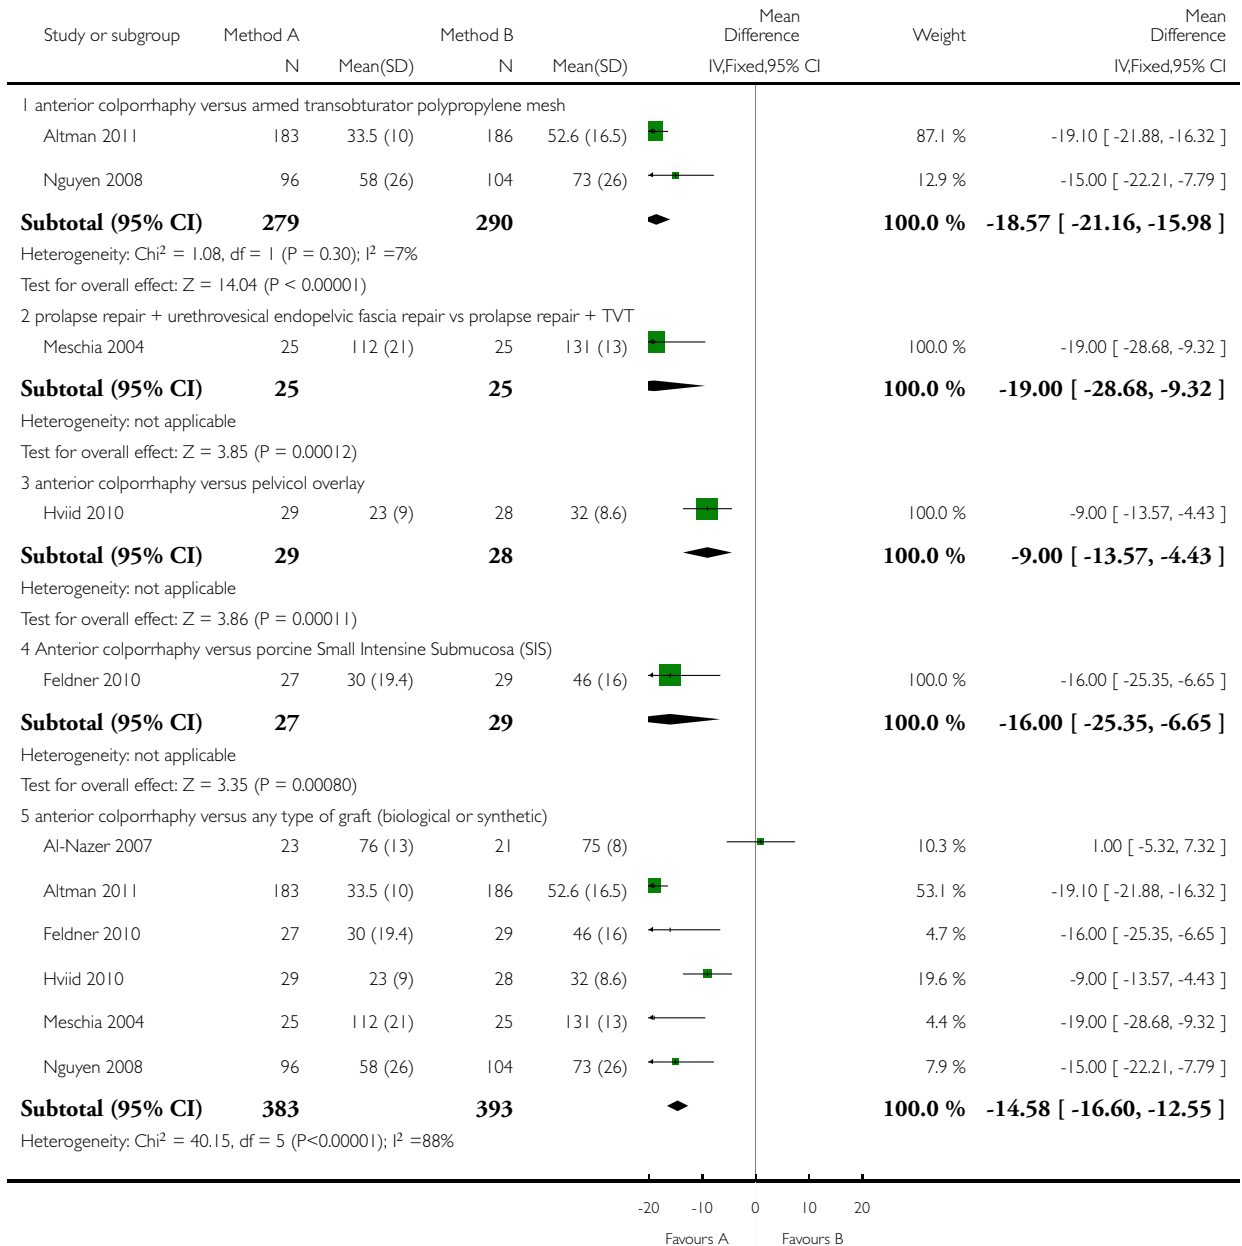 Study or subgroup Method A Method B Mean Difference Weight Mean Difference
N Mean(SD) N Mean(SD) IV,Fixed,95% CI IV,Fixed,95% CI
1 anterior colporrhaphy versus armed transobturator polypropylene mesh
Altman 2011 183 33.5 (10) 186 52.6 (16.5) 87.1 % -19.10 [ -21.88, -16.32 ]
Nguyen 2008 96 58 (26) 104 73 (26) 12.9 % -15.00 [ -22.21, -7.79 ]
Subtotal (95% CI) 279 290 100.0 % -18.57 [ -21.16, -15.98 ]
Heterogeneity: Chi² = 1.08, df = 1 (P = 0.30); I² =7%
Test for overall effect: Z = 14.04 (P < 0.00001)
2 prolapse repair + urethrovesical endopelvic fascia repair vs prolapse repair + TVT
Meschia 2004 25 112 (21) 25 131 (13) 100.0 % -19.00 [ -28.68, -9.32 ]
Subtotal (95% CI) 25 25 100.0 % -19.00 [ -28.68, -9.32 ]
Heterogeneity: not applicable
Test for overall effect: Z = 3.85 (P = 0.00012)
3 anterior colporrhaphy versus pelvicol overlay
Hviid 2010 29 23 (9) 28 32 (8.6) 100.0 % -9.00 [ -13.57, -4.43 ]
Subtotal (95% CI) 29 28 100.0 % -9.00 [ -13.57, -4.43 ]
Heterogeneity: not applicable
Test for overall effect: Z = 3.86 (P = 0.00011)
4 Anterior colporrhaphy versus porcine Small Intensine Submucosa (SIS)
Feldner 2010 27 30 (19.4) 29 46 (16) 100.0 % -16.00 [ -25.35, -6.65 ]
Subtotal (95% CI) 27 29 100.0 % -16.00 [ -25.35, -6.65 ]
Heterogeneity: not applicable
Test for overall effect: Z = 3.35 (P = 0.00080)
5 anterior colporrhaphy versus any type of graft (biological or synthetic)
Al-Nazer 2007 23 76 (13) 21 75 (8) 10.3 % 1.00 [ -5.32, 7.32 ]
Altman 2011 183 33.5 (10) 186 52.6 (16.5) 53.1 % -19.10 [ -21.88, -16.32 ]
Feldner 2010 27 30 (19.4) 29 46 (16) 4.7 % -16.00 [ -25.35, -6.65 ]
Hviid 2010 29 23 (9) 28 32 (8.6) 19.6 % -9.00 [ -13.57, -4.43 ]
Meschia 2004 25 112 (21) 25 131 (13) 4.4 % -19.00 [ -28.68, -9.32 ]
Nguyen 2008 96 58 (26) 104 73 (26) 7.9 % -15.00 [ -22.21, -7.79 ]
Subtotal (95% CI) 383 393 100.0 % -14.58 [ -16.60, -12.55 ]
Heterogeneity: Chi² = 40.15, df = 5 (P<0.00001); I² =88%
-20 -10 0 10 20
Favours A Favours B